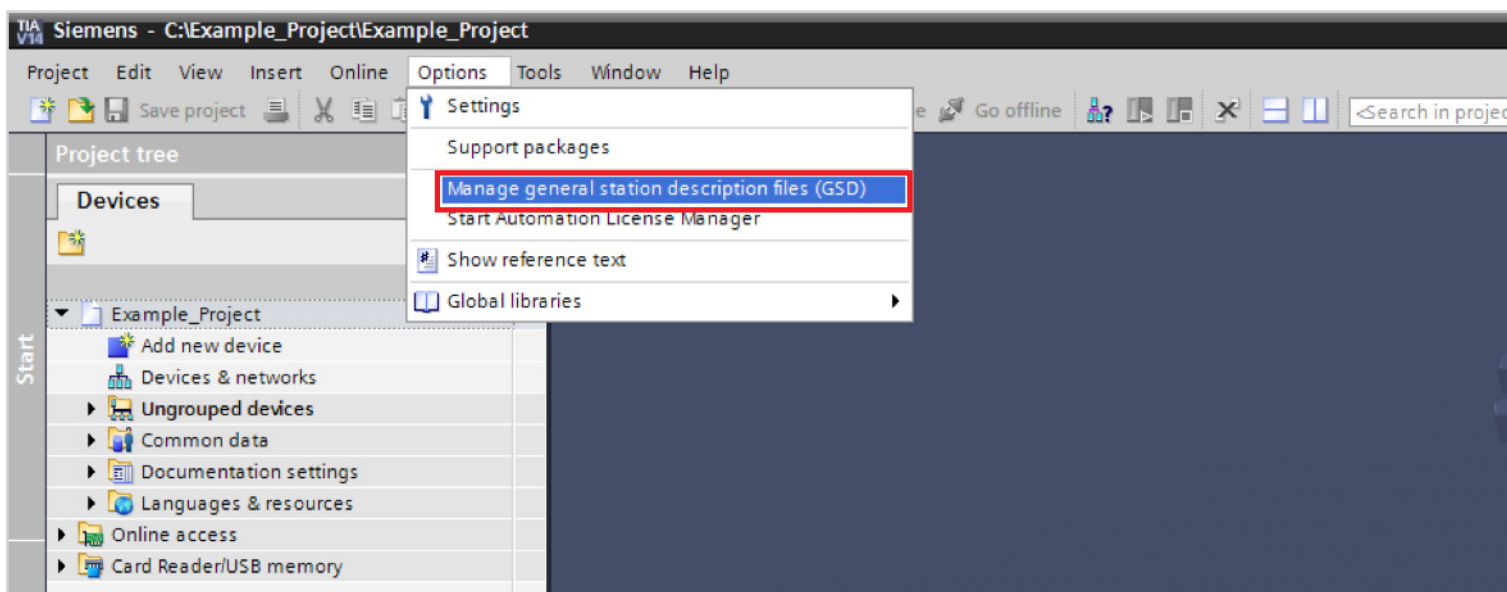 TIA V14 Siemens - C:\Example_Project\Example_Project
Project Edit View Insert Online Options Tools Window Help
Save project
Go offline
<Search in projec
Settings
Support packages
Manage general station description files (GSD)
Start Automation License Manager
Show reference text
Global libraries
Project tree
Devices
Start
Example_Project
Add new device
Devices & networks
Ungrouped devices
Common data
Documentation settings
Languages & resources
Online access
Card Reader/USB memory